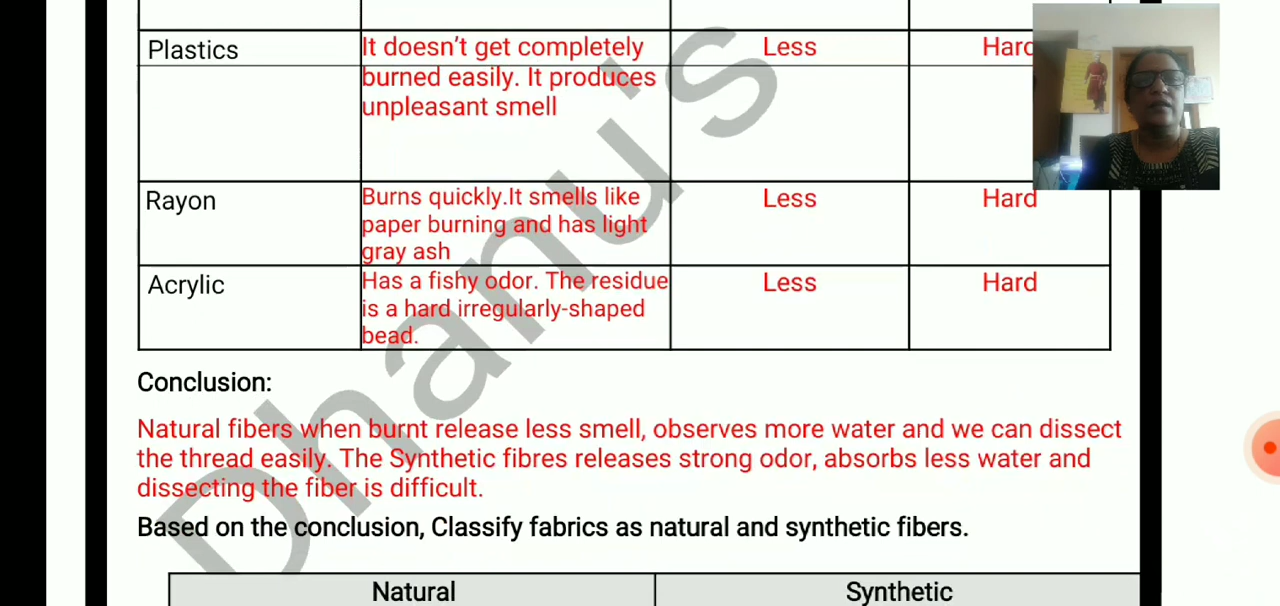 Plastics
It doesn't get completely
burned easily. It produces
unpleasant smell
Less
Hard
Rayon
Burns quickly.It smells like
paper burning and has light
gray ash
Less
Hard
Acrylic
Has a fishy odor. The residue
is a hard irregularly-shaped
bead.
Less
Hard
Conclusion:
Natural fibers when burnt release less smell, observes more water and we can dissect
the thread easily. The Synthetic fibres releases strong odor, absorbs less water and
dissecting the fiber is difficult.
Based on the conclusion, Classify fabrics as natural and synthetic fibers.
Natural
Synthetic
Dhanu's